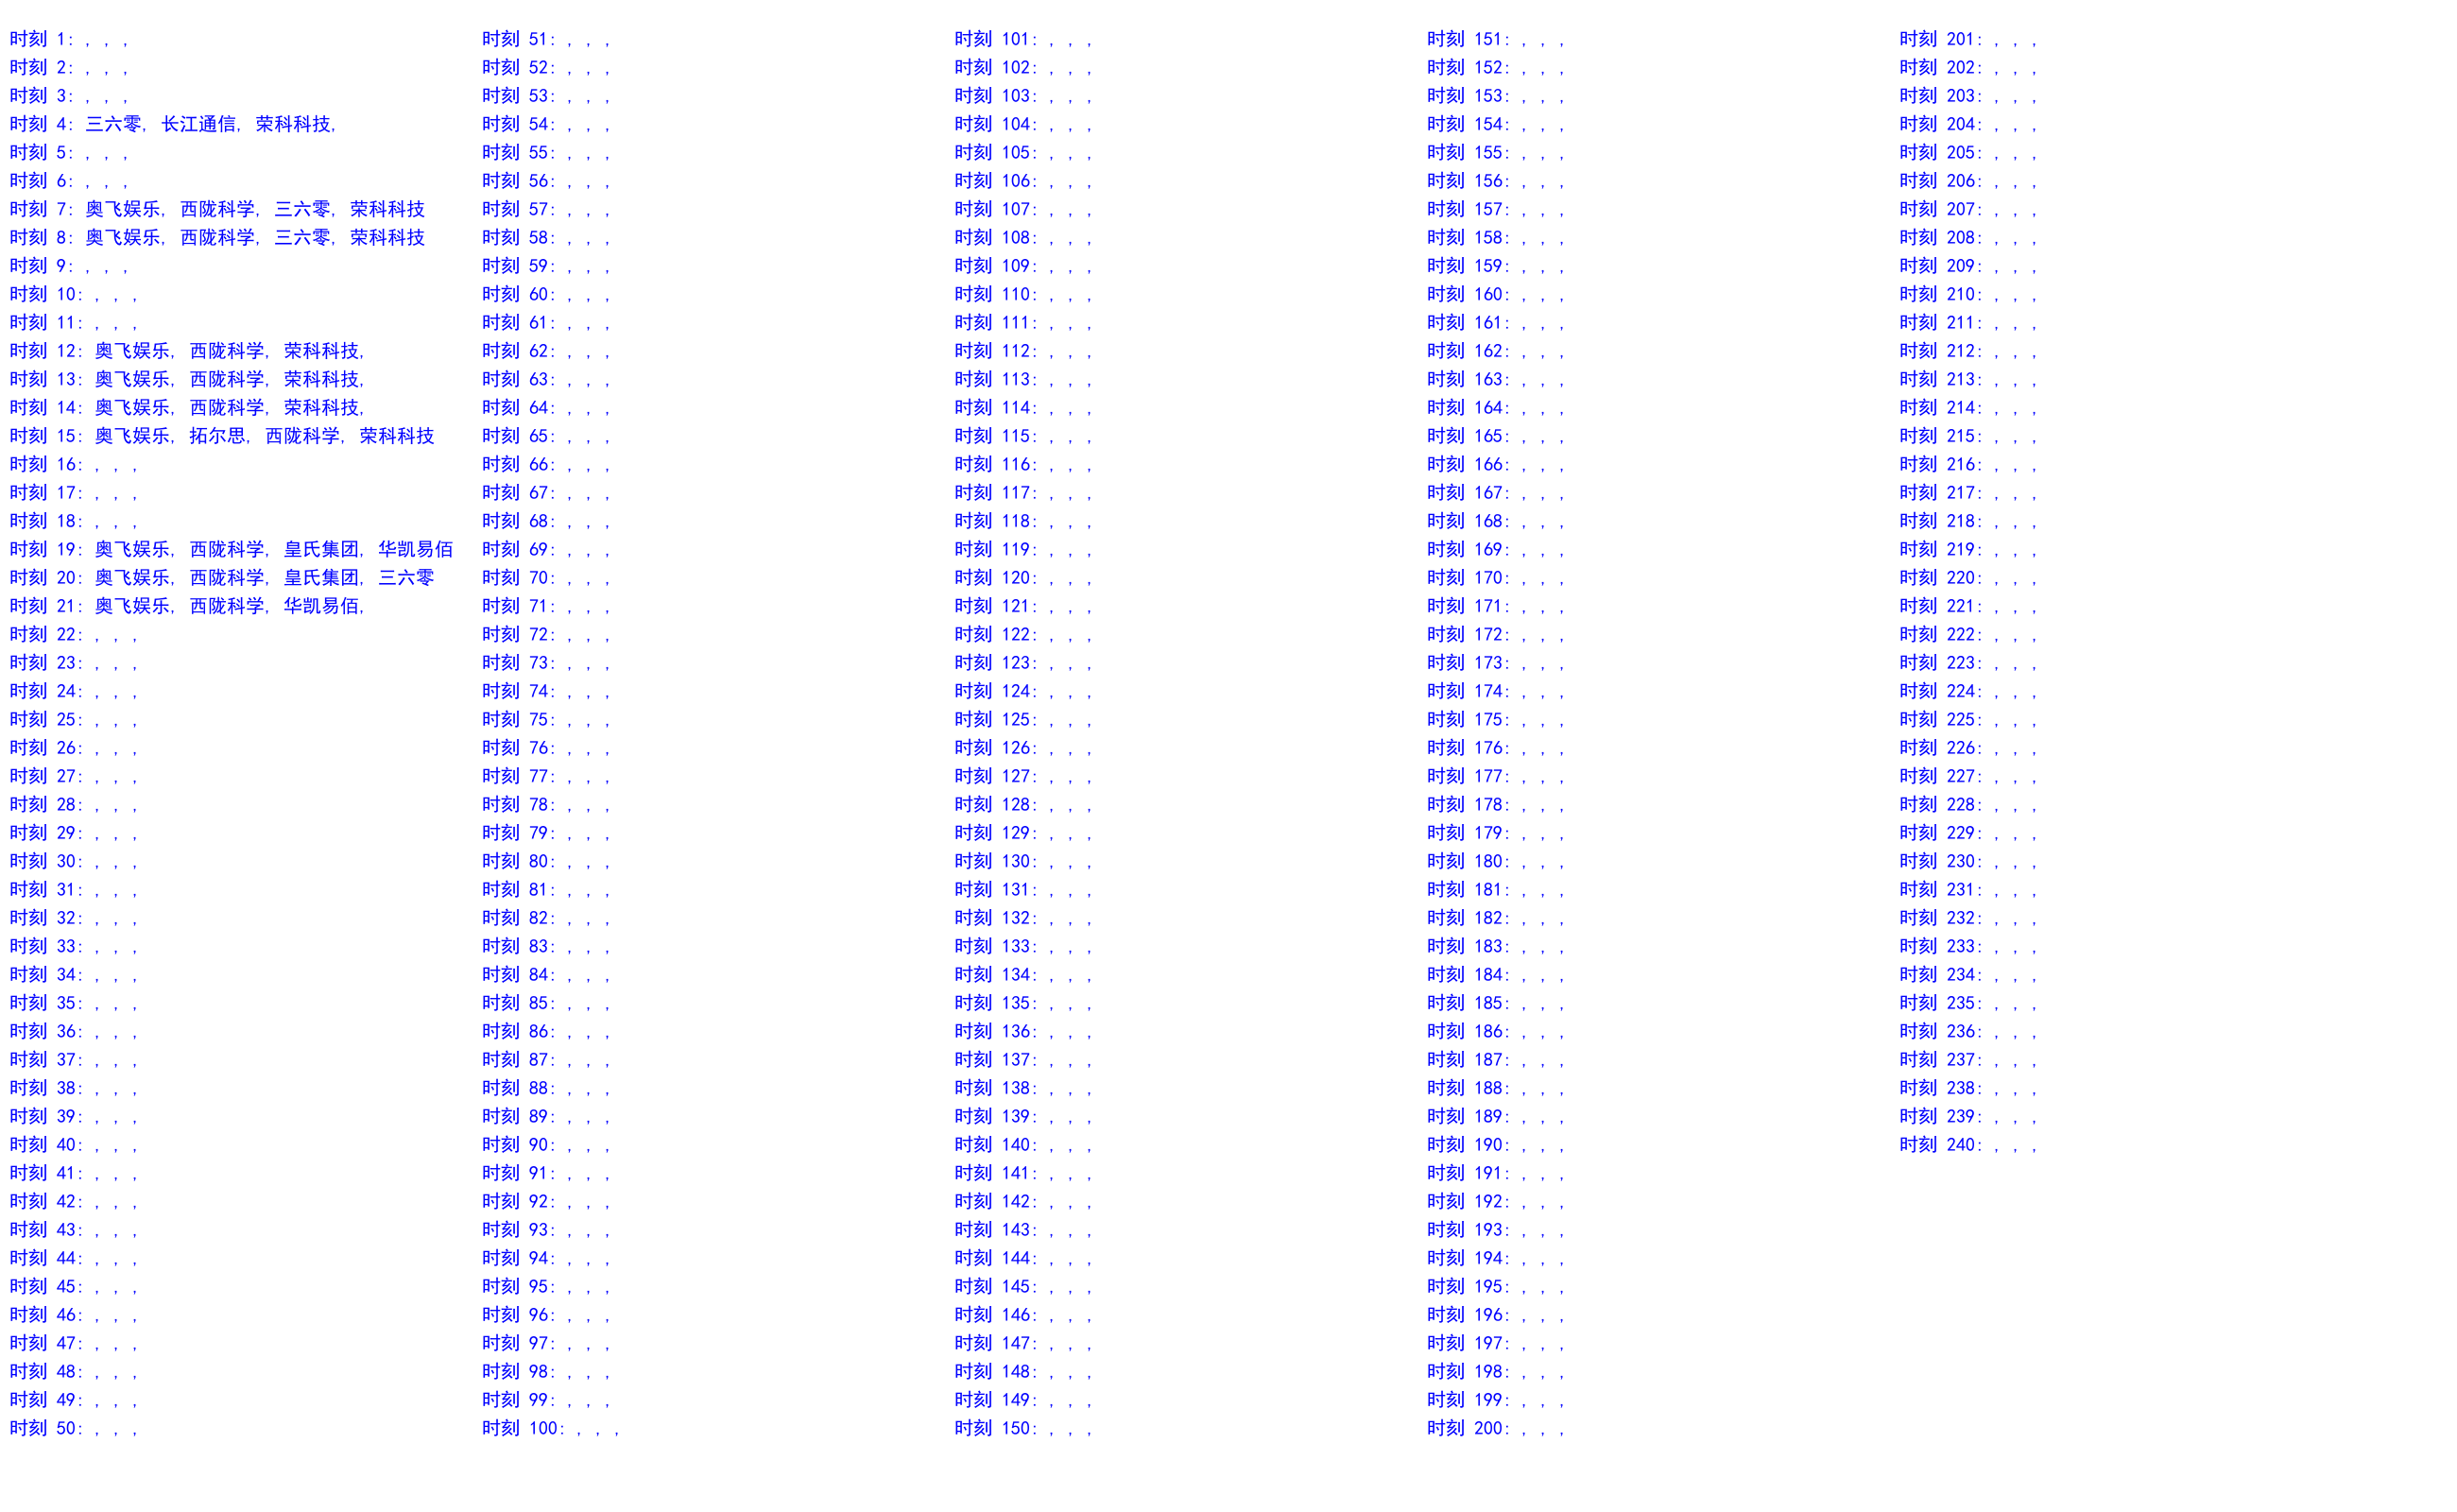 时刻 1: , , ,
时刻 2: , , ,
时刻 3: , , ,
时刻 4: 三六零, 长江通信, 荣科科技,
时刻 5: , , ,
时刻 6: , , ,
时刻 7: 奥飞娱乐, 西陇科学, 三六零, 荣科科技
时刻 8: 奥飞娱乐, 西陇科学, 三六零, 荣科科技
时刻 9: , , ,
时刻 10: , , ,
时刻 11: , , ,
时刻 12: 奥飞娱乐, 西陇科学, 荣科科技,
时刻 13: 奥飞娱乐, 西陇科学, 荣科科技,
时刻 14: 奥飞娱乐, 西陇科学, 荣科科技,
时刻 15: 奥飞娱乐, 拓尔思, 西陇科学, 荣科科技
时刻 16: , , ,
时刻 17: , , ,
时刻 18: , , ,
时刻 19: 奥飞娱乐, 西陇科学, 皇氏集团, 华凯易佰
时刻 20: 奥飞娱乐, 西陇科学, 皇氏集团, 三六零
时刻 21: 奥飞娱乐, 西陇科学, 华凯易佰,
时刻 22: , , ,
时刻 23: , , ,
时刻 24: , , ,
时刻 25: , , ,
时刻 26: , , ,
时刻 27: , , ,
时刻 28: , , ,
时刻 29: , , ,
时刻 30: , , ,
时刻 31: , , ,
时刻 32: , , ,
时刻 33: , , ,
时刻 34: , , ,
时刻 35: , , ,
时刻 36: , , ,
时刻 37: , , ,
时刻 38: , , ,
时刻 39: , , ,
时刻 40: , , ,
时刻 41: , , ,
时刻 42: , , ,
时刻 43: , , ,
时刻 44: , , ,
时刻 45: , , ,
时刻 46: , , ,
时刻 47: , , ,
时刻 48: , , ,
时刻 49: , , ,
时刻 50: , , ,
时刻 51: , , ,
时刻 52: , , ,
时刻 53: , , ,
时刻 54: , , ,
时刻 55: , , ,
时刻 56: , , ,
时刻 57: , , ,
时刻 58: , , ,
时刻 59: , , ,
时刻 60: , , ,
时刻 61: , , ,
时刻 62: , , ,
时刻 63: , , ,
时刻 64: , , ,
时刻 65: , , ,
时刻 66: , , ,
时刻 67: , , ,
时刻 68: , , ,
时刻 69: , , ,
时刻 70: , , ,
时刻 71: , , ,
时刻 72: , , ,
时刻 73: , , ,
时刻 74: , , ,
时刻 75: , , ,
时刻 76: , , ,
时刻 77: , , ,
时刻 78: , , ,
时刻 79: , , ,
时刻 80: , , ,
时刻 81: , , ,
时刻 82: , , ,
时刻 83: , , ,
时刻 84: , , ,
时刻 85: , , ,
时刻 86: , , ,
时刻 87: , , ,
时刻 88: , , ,
时刻 89: , , ,
时刻 90: , , ,
时刻 91: , , ,
时刻 92: , , ,
时刻 93: , , ,
时刻 94: , , ,
时刻 95: , , ,
时刻 96: , , ,
时刻 97: , , ,
时刻 98: , , ,
时刻 99: , , ,
时刻 100: , , ,
时刻 101: , , ,
时刻 102: , , ,
时刻 103: , , ,
时刻 104: , , ,
时刻 105: , , ,
时刻 106: , , ,
时刻 107: , , ,
时刻 108: , , ,
时刻 109: , , ,
时刻 110: , , ,
时刻 111: , , ,
时刻 112: , , ,
时刻 113: , , ,
时刻 114: , , ,
时刻 115: , , ,
时刻 116: , , ,
时刻 117: , , ,
时刻 118: , , ,
时刻 119: , , ,
时刻 120: , , ,
时刻 121: , , ,
时刻 122: , , ,
时刻 123: , , ,
时刻 124: , , ,
时刻 125: , , ,
时刻 126: , , ,
时刻 127: , , ,
时刻 128: , , ,
时刻 129: , , ,
时刻 130: , , ,
时刻 131: , , ,
时刻 132: , , ,
时刻 133: , , ,
时刻 134: , , ,
时刻 135: , , ,
时刻 136: , , ,
时刻 137: , , ,
时刻 138: , , ,
时刻 139: , , ,
时刻 140: , , ,
时刻 141: , , ,
时刻 142: , , ,
时刻 143: , , ,
时刻 144: , , ,
时刻 145: , , ,
时刻 146: , , ,
时刻 147: , , ,
时刻 148: , , ,
时刻 149: , , ,
时刻 150: , , ,
时刻 151: , , ,
时刻 152: , , ,
时刻 153: , , ,
时刻 154: , , ,
时刻 155: , , ,
时刻 156: , , ,
时刻 157: , , ,
时刻 158: , , ,
时刻 159: , , ,
时刻 160: , , ,
时刻 161: , , ,
时刻 162: , , ,
时刻 163: , , ,
时刻 164: , , ,
时刻 165: , , ,
时刻 166: , , ,
时刻 167: , , ,
时刻 168: , , ,
时刻 169: , , ,
时刻 170: , , ,
时刻 171: , , ,
时刻 172: , , ,
时刻 173: , , ,
时刻 174: , , ,
时刻 175: , , ,
时刻 176: , , ,
时刻 177: , , ,
时刻 178: , , ,
时刻 179: , , ,
时刻 180: , , ,
时刻 181: , , ,
时刻 182: , , ,
时刻 183: , , ,
时刻 184: , , ,
时刻 185: , , ,
时刻 186: , , ,
时刻 187: , , ,
时刻 188: , , ,
时刻 189: , , ,
时刻 190: , , ,
时刻 191: , , ,
时刻 192: , , ,
时刻 193: , , ,
时刻 194: , , ,
时刻 195: , , ,
时刻 196: , , ,
时刻 197: , , ,
时刻 198: , , ,
时刻 199: , , ,
时刻 200: , , ,
时刻 201: , , ,
时刻 202: , , ,
时刻 203: , , ,
时刻 204: , , ,
时刻 205: , , ,
时刻 206: , , ,
时刻 207: , , ,
时刻 208: , , ,
时刻 209: , , ,
时刻 210: , , ,
时刻 211: , , ,
时刻 212: , , ,
时刻 213: , , ,
时刻 214: , , ,
时刻 215: , , ,
时刻 216: , , ,
时刻 217: , , ,
时刻 218: , , ,
时刻 219: , , ,
时刻 220: , , ,
时刻 221: , , ,
时刻 222: , , ,
时刻 223: , , ,
时刻 224: , , ,
时刻 225: , , ,
时刻 226: , , ,
时刻 227: , , ,
时刻 228: , , ,
时刻 229: , , ,
时刻 230: , , ,
时刻 231: , , ,
时刻 232: , , ,
时刻 233: , , ,
时刻 234: , , ,
时刻 235: , , ,
时刻 236: , , ,
时刻 237: , , ,
时刻 238: , , ,
时刻 239: , , ,
时刻 240: , , ,